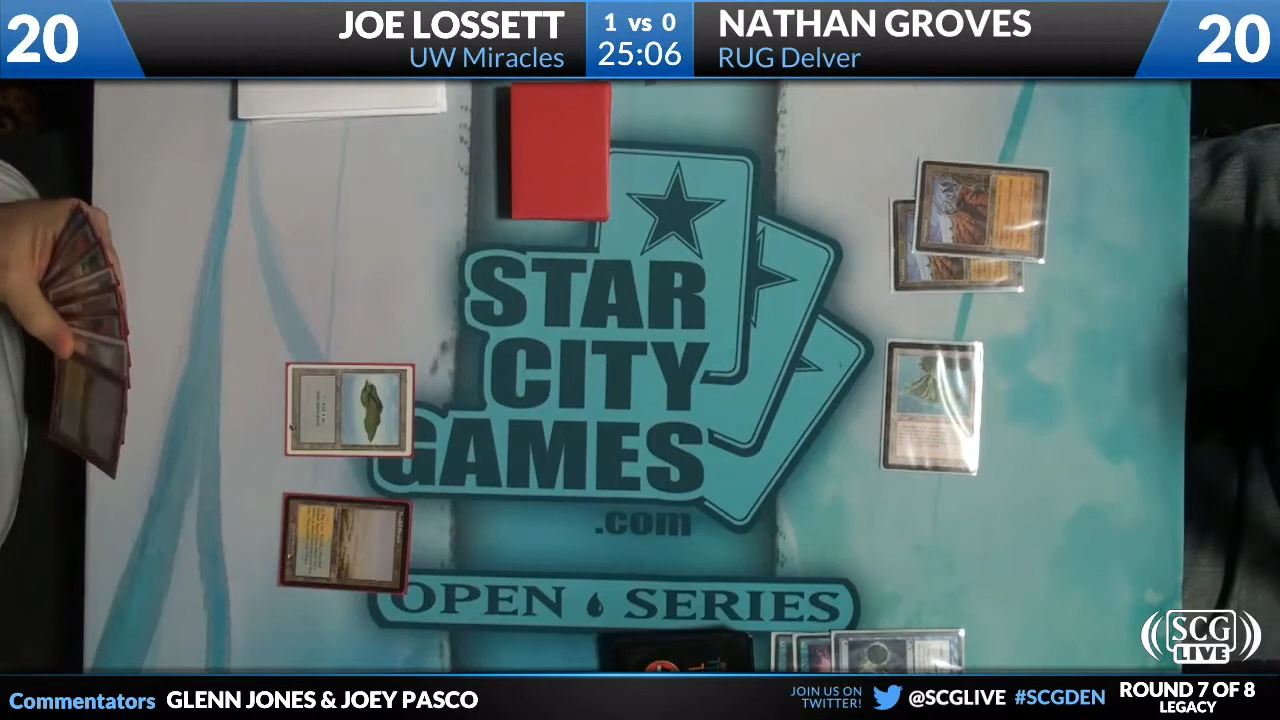 20
JOE LOSSETT
UW Miracles
1 vs 0
25:06
NATHAN GROVES
RUG Delver
20
STAR
CITY
GAMES
.com
OPEN SERIES
SCG
LIVE
Commentators GLENN JONES & JOEY PASCO
JOIN US ON
TWITTER!
@SCGLIVE #SCGDEN
ROUND 7 OF 8
LEGACY